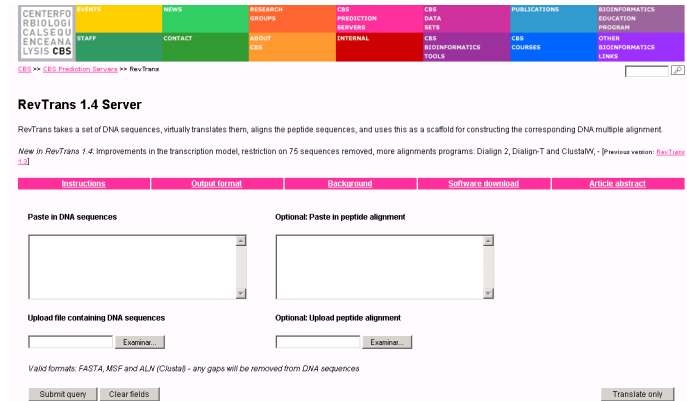 CENTERFO
RBIOLOGI
CALSEQU
ENCEANA
LYSIS CBS
EVENTS
NEWS
RESEARCH
GROUPS
CBS
PREDICTION
SERVERS
CBS
DATA
SETS
PUBLICATIONS
BIOINFORMATICS
EDUCATION
PROGRAM
STAFF
CONTACT
ABOUT
CBS
INTERNAL
CBS
BIOINFORMATICS
TOOLS
CBS
COURSES
OTHER
BIOINFORMATICS
LINKS
CBS >> CBS Prediction Servers >> RevTrans
RevTrans 1.4 Server
RevTrans takes a set of DNA sequences, virtually translates them, aligns the peptide sequences, and uses this as a scaffold for constructing the corresponding DNA multiple alignment.
New in RevTrans 1.4: Improvements in the transcription model, restriction on 75 sequences removed, more alignments programs: Dialign 2, Dialign-T and ClustalW, - [Previous version: RevTrans
1.3]
Instructions
Output format
Background
Software download
Article abstract
Paste in DNA sequences
Optional: Paste in peptide alignment
Upload file containing DNA sequences
Optional: Upload peptide alignment
Examinar...
Examinar...
Valid formats: FASTA, MSF and ALN (Clustal) - any gaps will be removed from DNA sequences
Submit query
Clear fields
Translate only